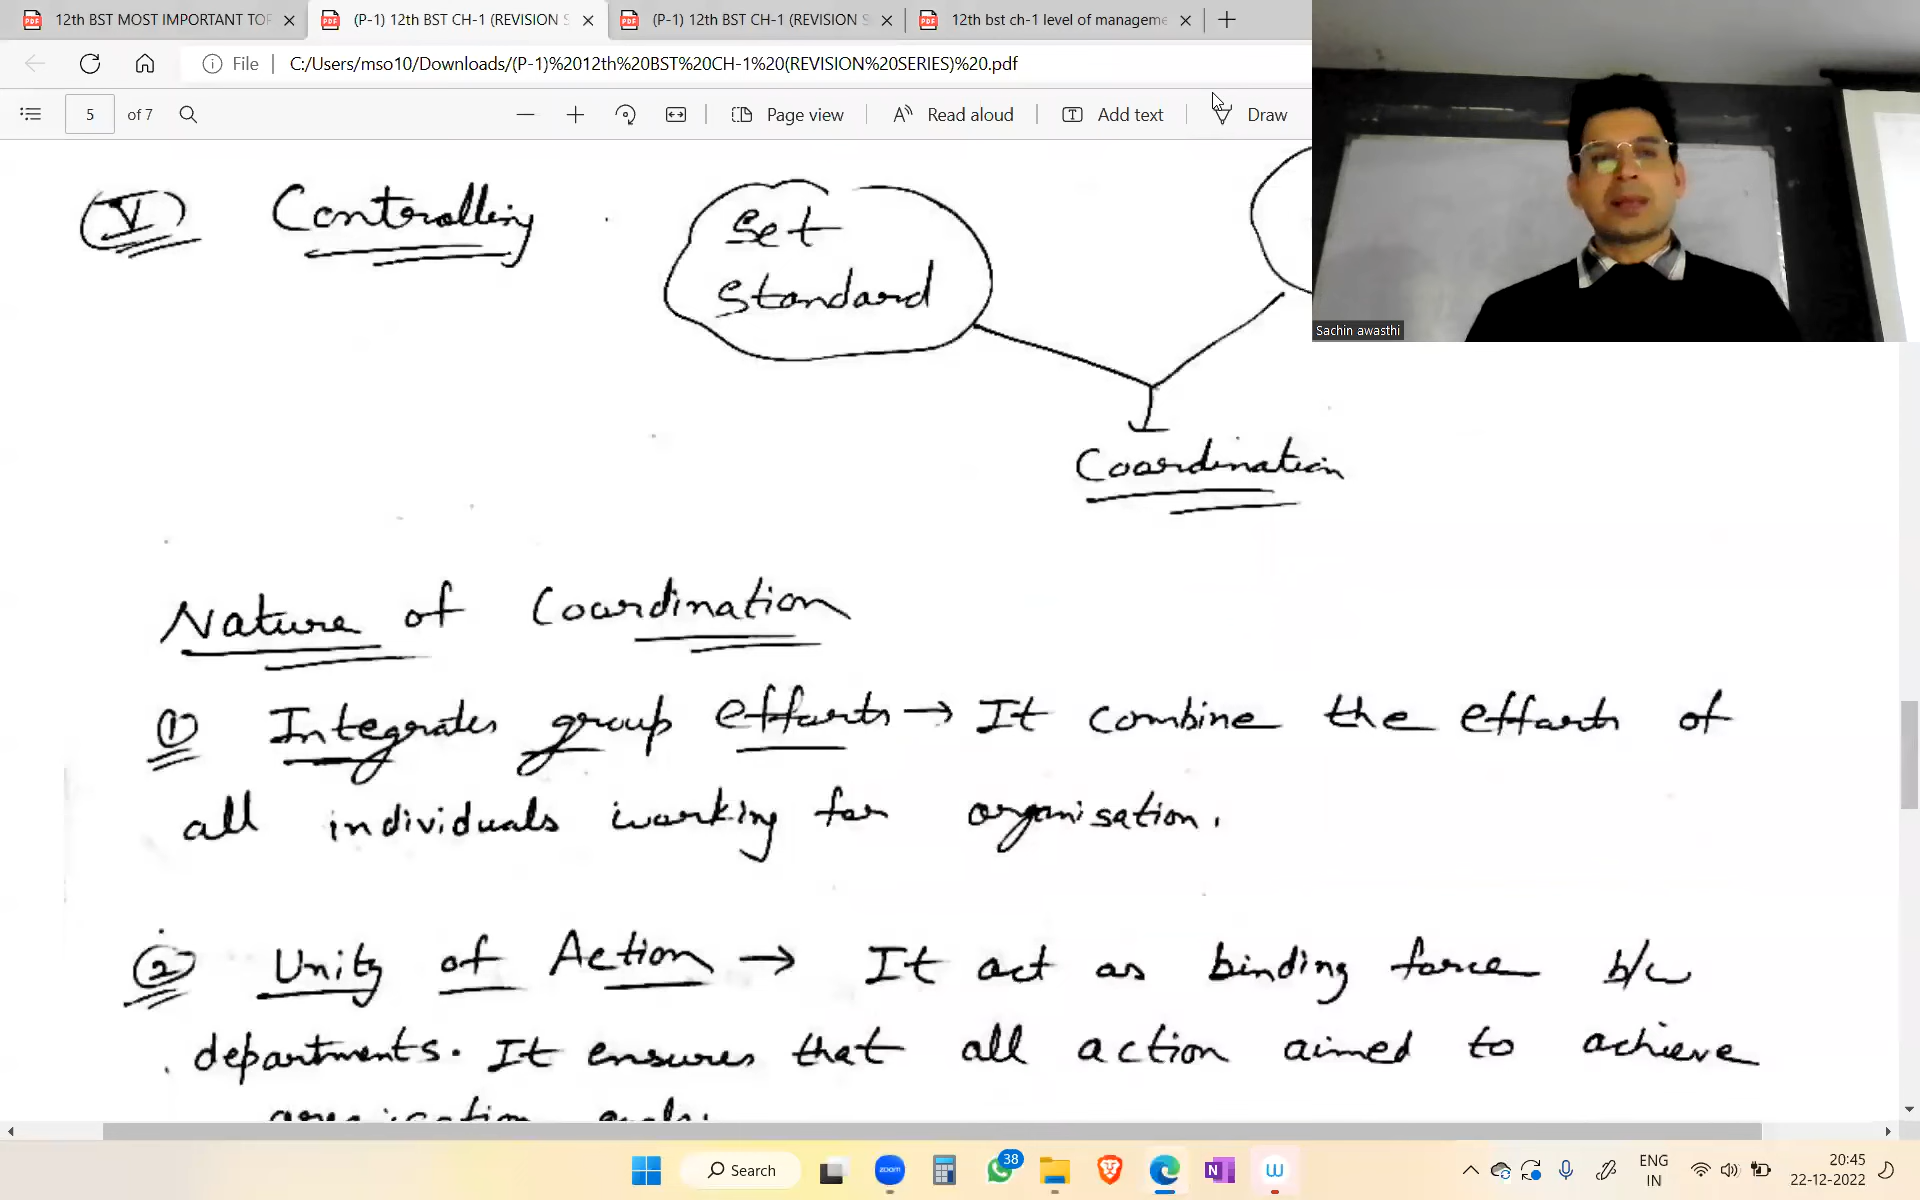 12th BST MOST IMPORTANT TOP
(P-1) 12th BST CH-1 (REVISION S
(P-1) 12th BST CH-1 (REVISION S
12th bst ch-1 level of manageme
File
C:/Users/mso10/Downloads/(P-1)%2012th%20BST%20CH-1%20(REVISION%20SERIES)%20.pdf
5 of 7
Page view
Read aloud
Add text
Draw
Sachin awasthi
V Controlling
Set
Standard
Coordination
Nature of Coordination
1 Integrates group efforts → It combine the efforts of
all individuals working for organisation.
2 Unity of Action → It act as binding force b/w
departments. It ensures that all action aimed to achieve
Search
zoom
38
ENG
IN
20:45
22-12-2022